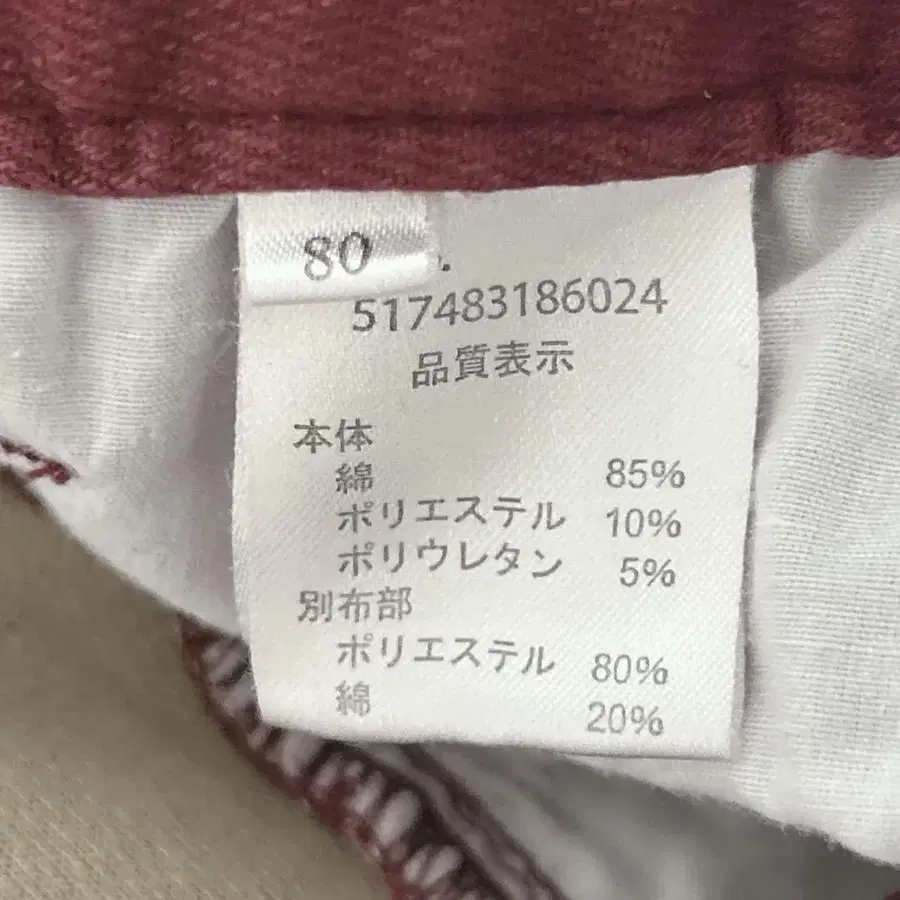 80
517483186024
品質表示
本体
綿 85%
ポリエステル 10%
ポリウレタン 5%
別布部
ポリエステル 80%
綿 20%